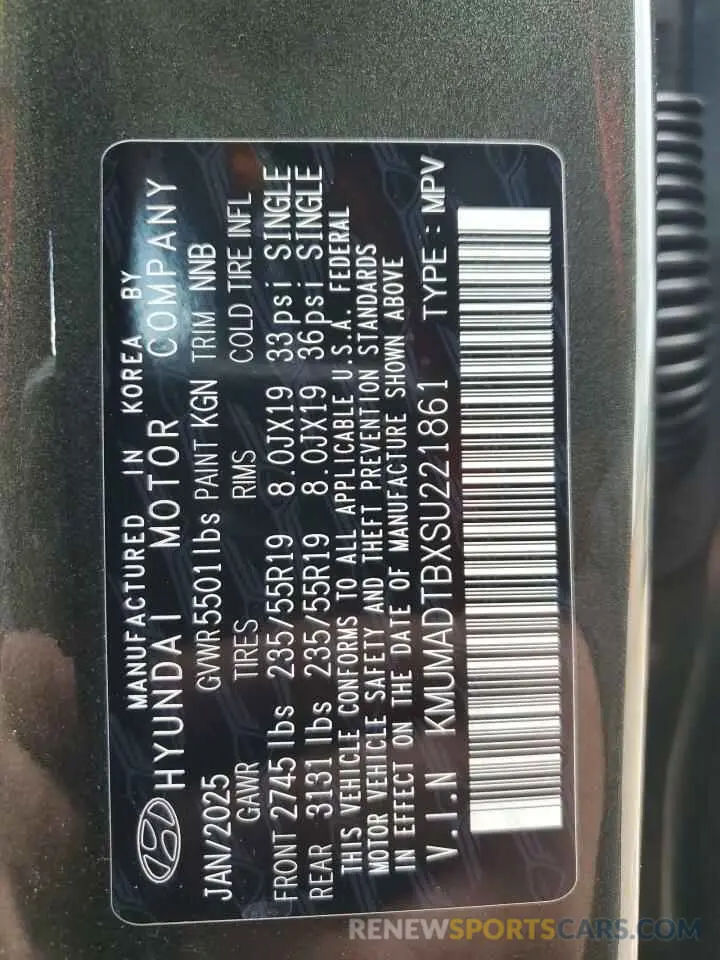 MANUFACTURED IN KOREA BY
HYUNDAI MOTOR COMPANY
JAN/2025 GVWR5501lbs PAINT KGN TRIM NNB
GAWR TIRES RIMS COLD TIRE INFL
FRONT 2745lbs 235/55R19 8.0JX19 33psi SINGLE
REAR 3131lbs 235/55R19 8.0JX19 36psi SINGLE
THIS VEHICLE CONFORMS TO ALL APPLICABLE U.S.A. FEDERAL
MOTOR VEHICLE SAFETY AND THEFT PREVENTION STANDARDS
IN EFFECT ON THE DATE OF MANUFACTURE SHOWN ABOVE
V.I.N KMUMADTBXSU221861 TYPE : MPV
RENEWSPORTSCARS.COM